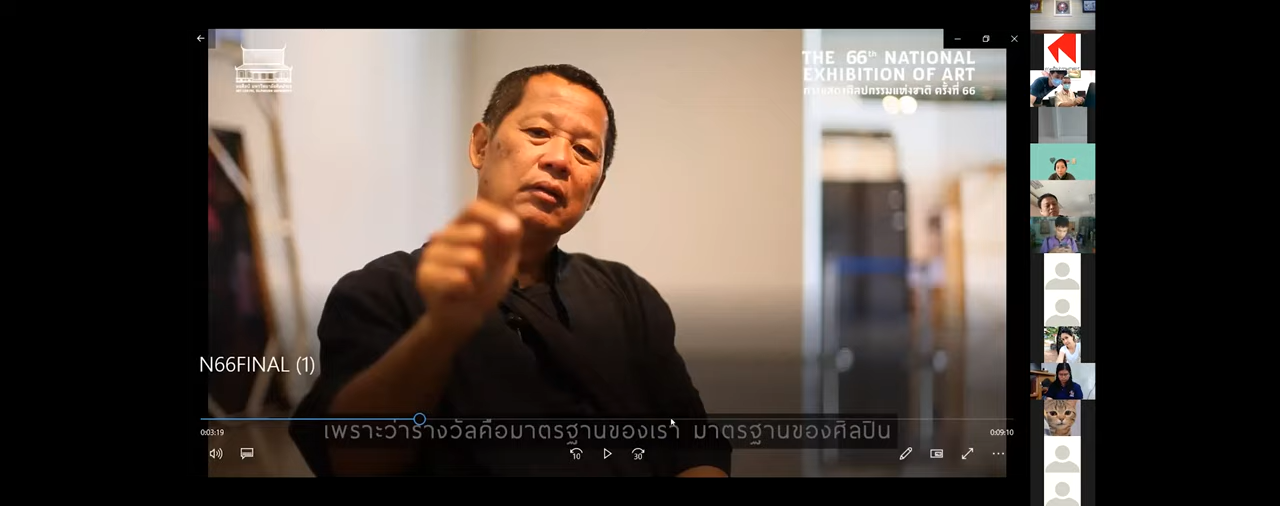 THE 66th NATIONAL
EXHIBITION OF ART
การแสดงศิลปกรรมแห่งชาติ ครั้งที่ 66
N66FINAL (1)
เพราะว่ารางวัลคือมาตรฐานของเรา มาตรฐานของศิลปิน
0:03:19
0:09:10
10
30